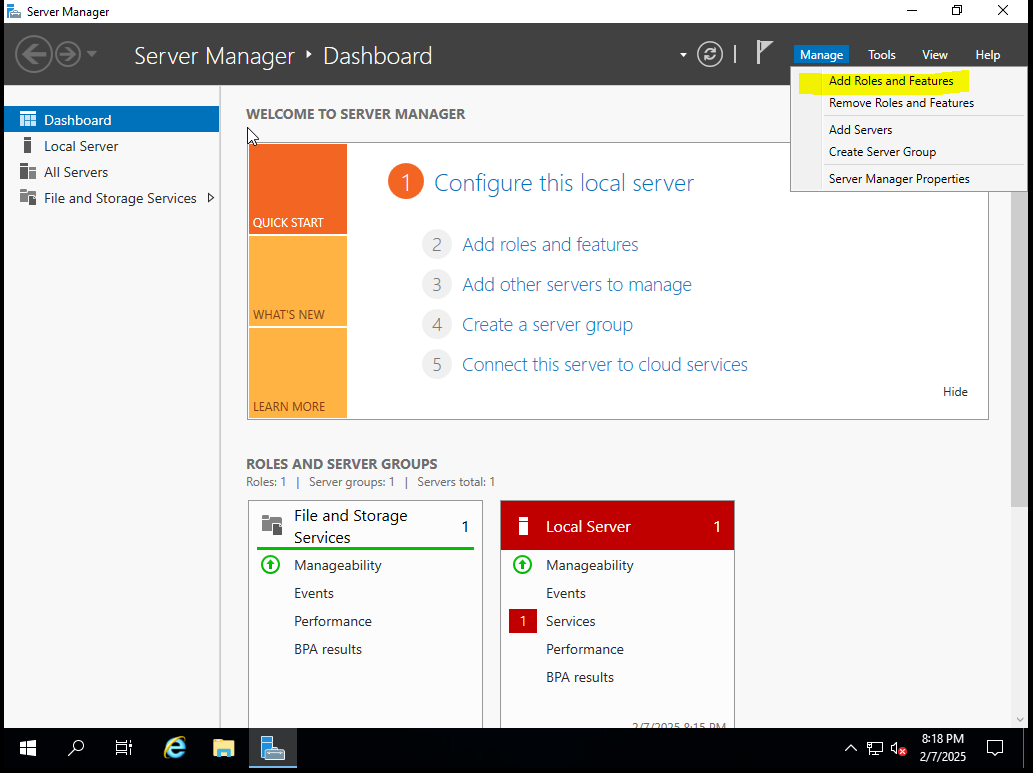 Server Manager
Server Manager ‣ Dashboard
Manage Tools View Help
Add Roles and Features
Remove Roles and Features
Add Servers
Create Server Group
Server Manager Properties
Dashboard
Local Server
All Servers
File and Storage Services
WELCOME TO SERVER MANAGER
QUICK START
WHAT'S NEW
LEARN MORE
1 Configure this local server
2 Add roles and features
3 Add other servers to manage
4 Create a server group
5 Connect this server to cloud services
Hide
ROLES AND SERVER GROUPS
Roles: 1 | Server groups: 1 | Servers total: 1
File and Storage
Services
1
Manageability
Events
Performance
BPA results
Local Server 1
Manageability
Events
1 Services
Performance
BPA results
2/7/2025 8:15 PM
8:18 PM
2/7/2025